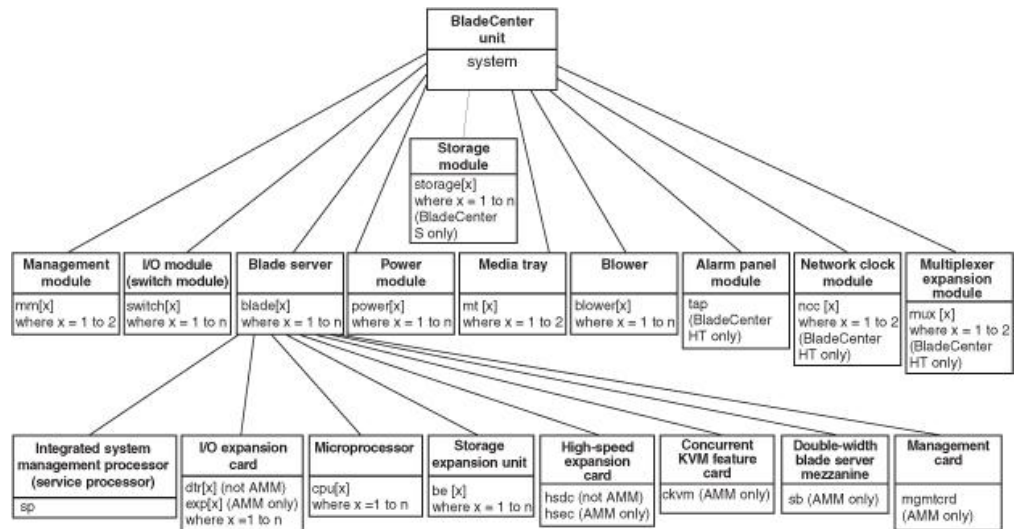 BladeCenter
unit
system
Storage
module
storage[x]
where x = 1 to n
(BladeCenter
S only)
Management
module
mm[x]
where x = 1 to 2
I/O module
(switch module)
switch[x]
where x = 1 to n
Blade server
blade[x]
where x = 1 to n
Power
module
power[x]
where x = 1 to n
Media tray
mt [x]
where x = 1 to 2
Blower
blower[x]
where x = 1 to n
Alarm panel
module
tap
(BladeCenter
HT only)
Network clock
module
ncc [x]
where x = 1 to 2
(BladeCenter
HT only)
Multiplexer
expansion
module
mux [x]
where x = 1 to 2
(BladeCenter
HT only)
Integrated system
management processor
(service processor)
sp
I/O expansion
card
dtr[x] (not AMM)
exp[x] (AMM only)
where x =1 to n
Microprocessor
cpu[x]
where x =1 to n
Storage
expansion unit
be [x]
where x = 1 to n
High-speed
expansion
card
hsdc (not AMM)
hsec (AMM only)
Concurrent
KVM feature
card
ckvm (AMM only)
Double-width
blade server
mezzanine
sb (AMM only)
Management
card
mgmtcrd
(AMM only)